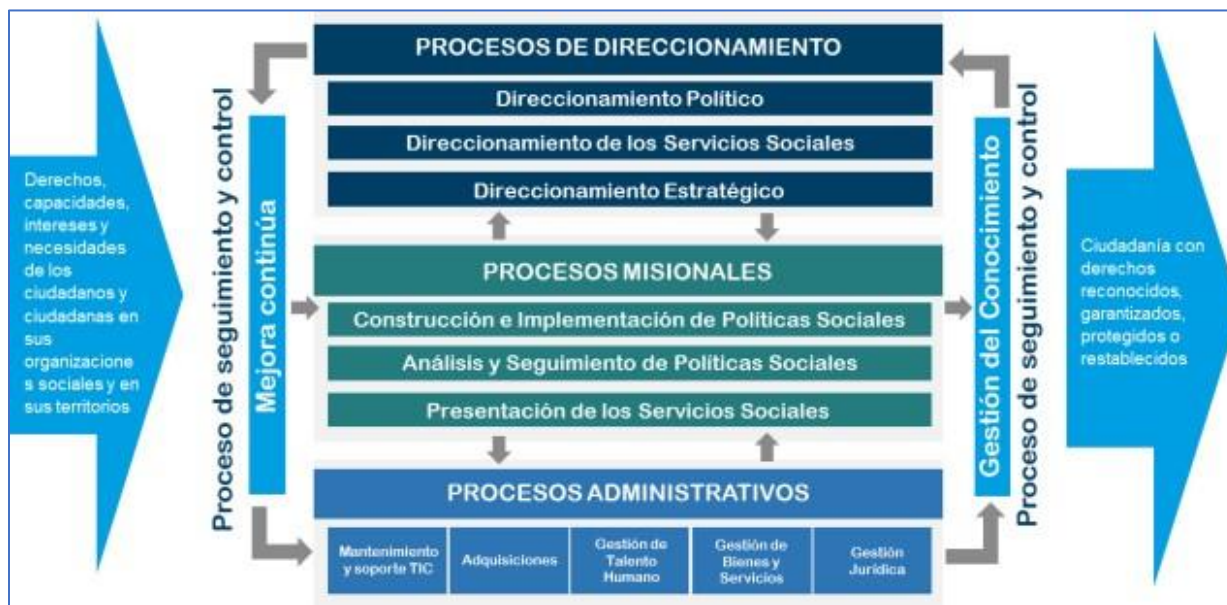 Derechos,
capacidades,
intereses y
necesidades
de los
ciudadanos y
ciudadanas en
sus
organizacione
s sociales y en
sus territorios
Proceso de seguimiento y control
Mejora continúa
PROCESOS DE DIRECCIONAMIENTO
Direccionamiento Político
Direccionamiento de los Servicios Sociales
Direccionamiento Estratégico
PROCESOS MISIONALES
Construcción e Implementación de Políticas Sociales
Análisis y Seguimiento de Políticas Sociales
Presentación de los Servicios Sociales
PROCESOS ADMINISTRATIVOS
Mantenimiento
y soporte TIC
Adquisiciones
Gestión de
Talento
Humano
Gestión de
Bienes y
Servicios
Gestión
Jurídica
Gestión del Conocimiento
Proceso de seguimiento y control
Ciudadanía con
derechos
reconocidos,
garantizados,
protegidos o
restablecidos